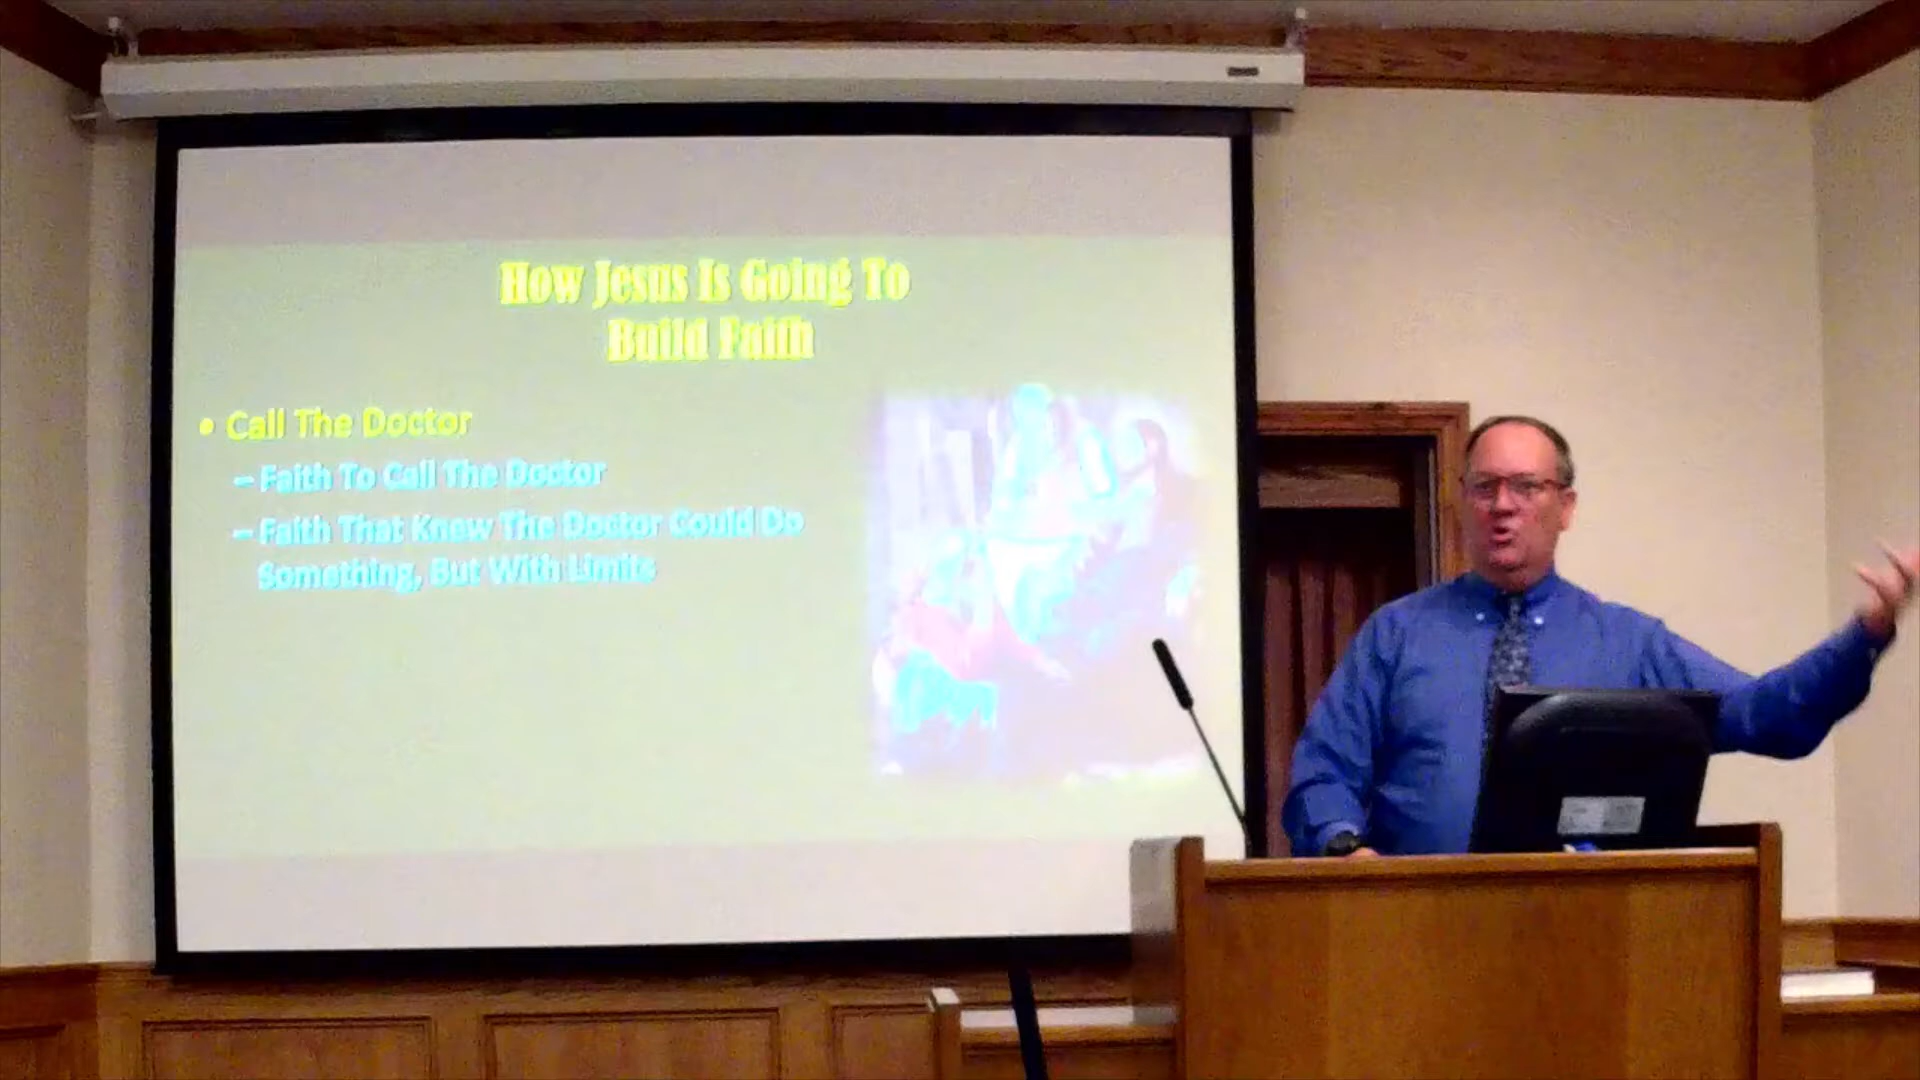 How Jesus Is Going To
Build Faith
• Call The Doctor
– Faith To Call The Doctor
– Faith That Knew The Doctor Could Do
Something, But With Limits